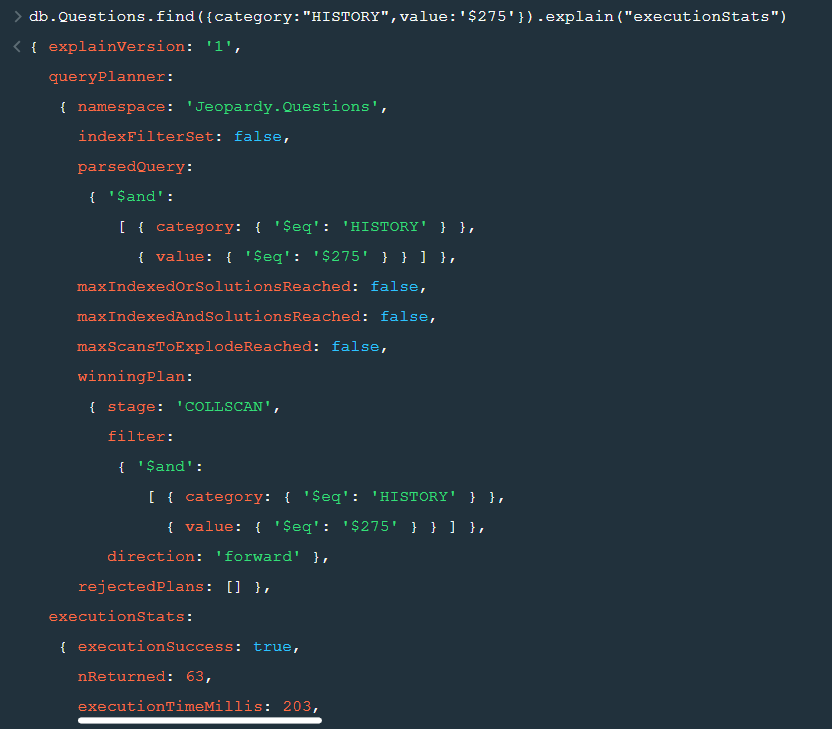 > db.Questions.find({category:"HISTORY",value:'$275'}).explain("executionStats")
< { explainVersion: '1',
queryPlanner:
{ namespace: 'Jeopardy.Questions',
indexFilterSet: false,
parsedQuery:
{ '$and':
[ { category: { '$eq': 'HISTORY' } },
{ value: { '$eq': '$275' } } ] },
maxIndexedOrSolutionsReached: false,
maxIndexedAndSolutionsReached: false,
maxScansToExplodeReached: false,
winningPlan:
{ stage: 'COLLSCAN',
filter:
{ '$and':
[ { category: { '$eq': 'HISTORY' } },
{ value: { '$eq': '$275' } } ] },
direction: 'forward' },
rejectedPlans: [] },
executionStats:
{ executionSuccess: true,
nReturned: 63,
executionTimeMillis: 203,